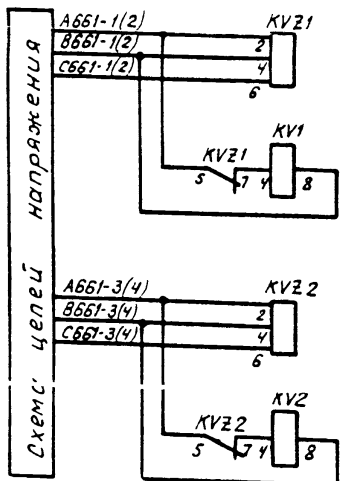 Схемс цепей напряжения
A661-1(2)
B661-1(2)
C661-1(2)
KVZ1
2
4
6
KVZ1
KV1
5
7
4
8
A661-3(4)
B661-3(4)
C661-3(4)
KVZ2
2
4
6
KVZ2
KV2
5
7
4
8